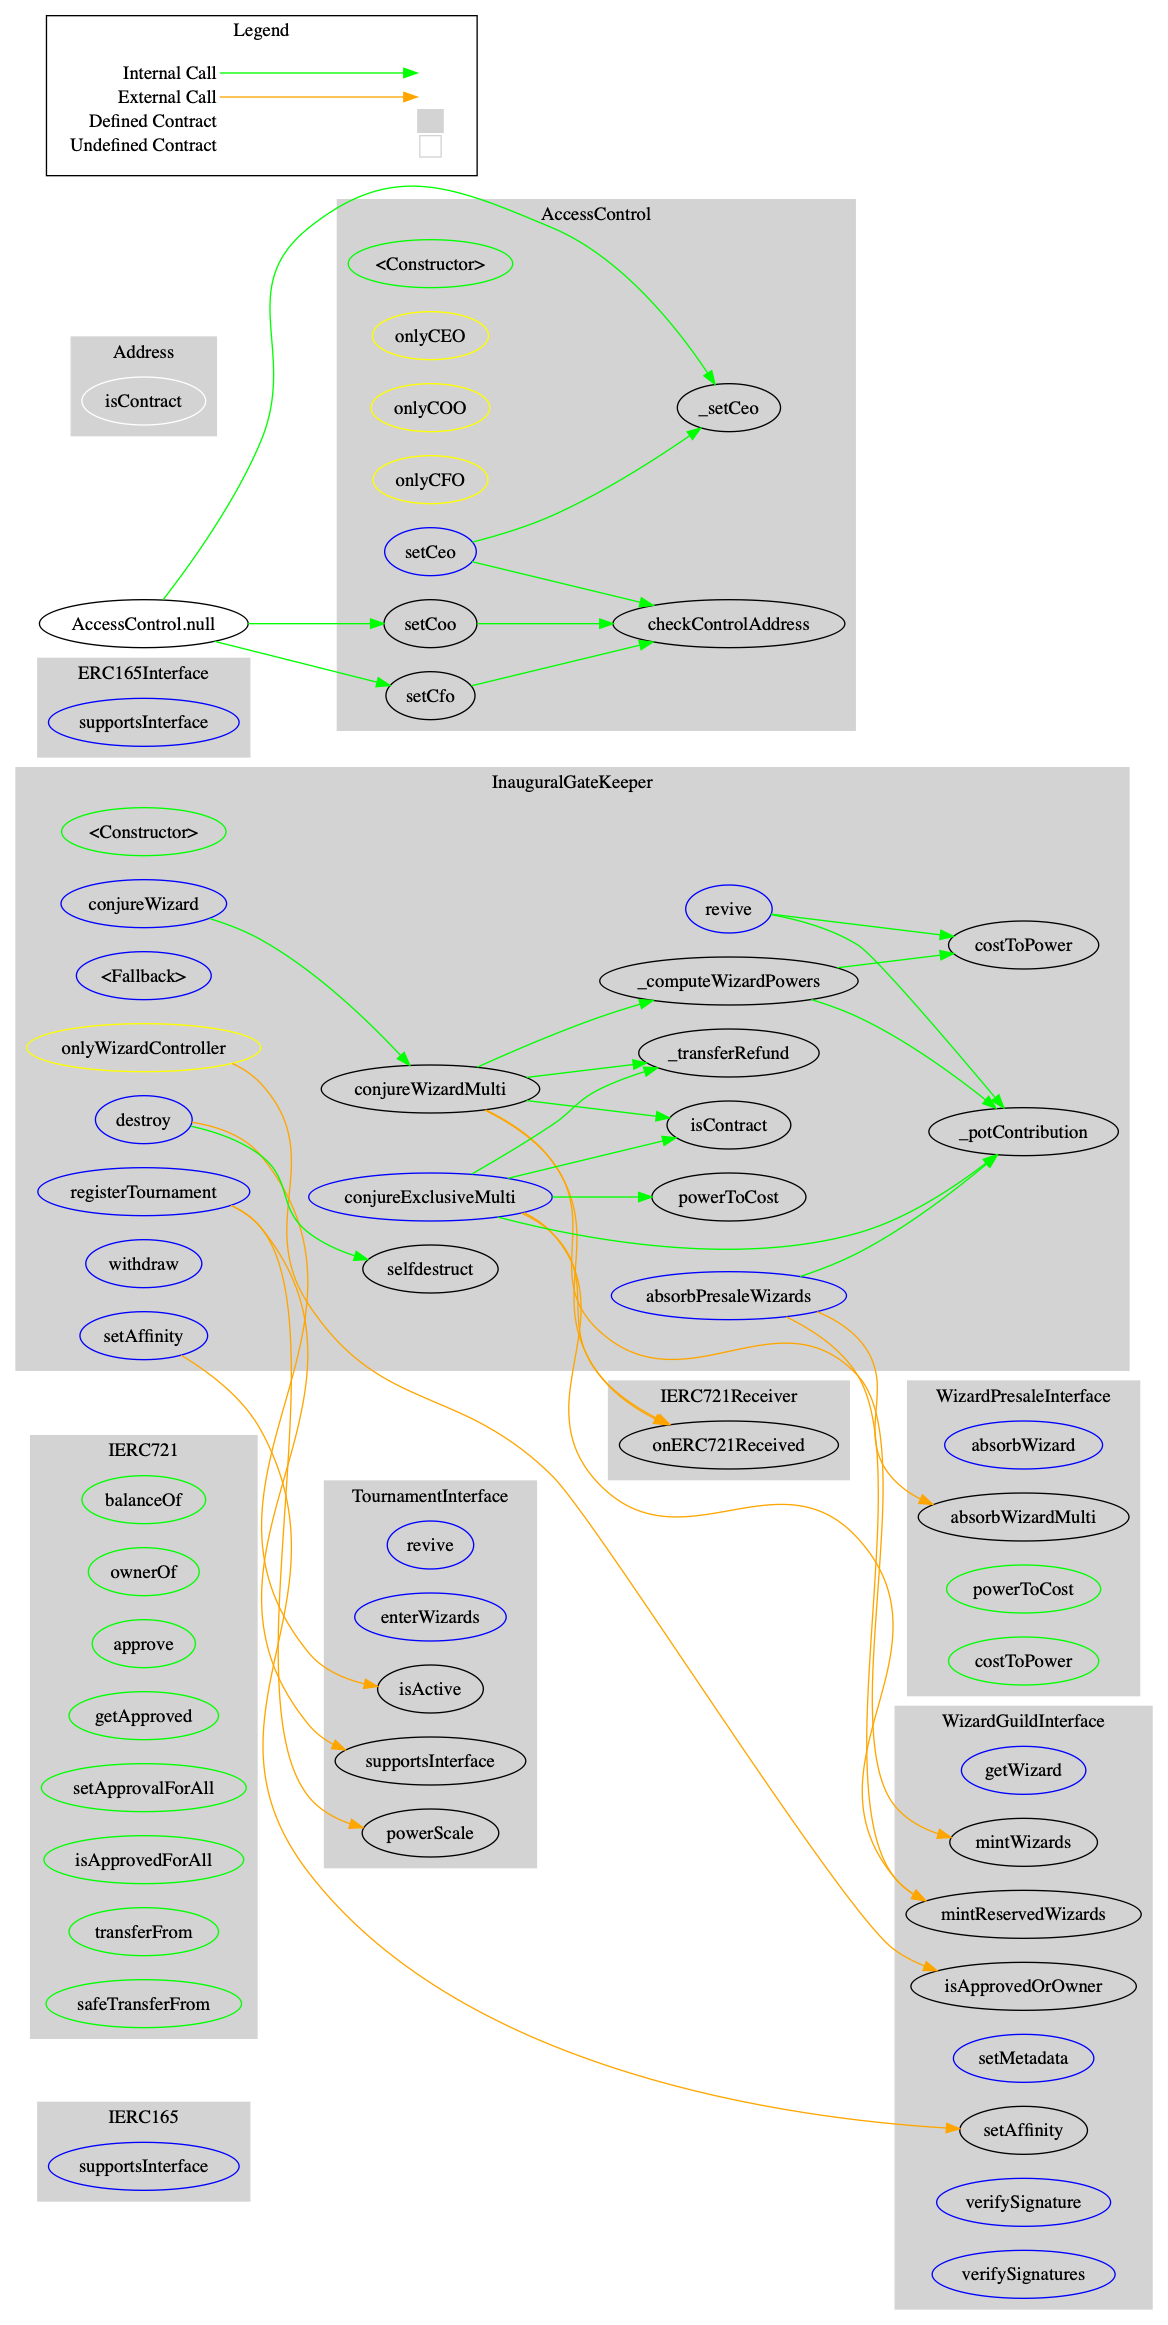 Legend
Internal Call
External Call
Defined Contract
Undefined Contract
AccessControl
<Constructor>
onlyCEO
onlyCOO
onlyCFO
setCeo
setCoo
setCfo
_setCeo
checkControlAddress
Address
isContract
AccessControl.null
ERC165Interface
supportsInterface
InauguralGateKeeper
<Constructor>
conjureWizard
<Fallback>
onlyWizardController
destroy
registerTournament
withdraw
setAffinity
conjureWizardMulti
conjureExclusiveMulti
selfdestruct
revive
_computeWizardPowers
_transferRefund
isContract
powerToCost
absorbPresaleWizards
costToPower
_potContribution
IERC721Receiver
onERC721Received
WizardPresaleInterface
absorbWizard
absorbWizardMulti
powerToCost
costToPower
IERC721
balanceOf
ownerOf
approve
getApproved
setApprovalForAll
isApprovedForAll
transferFrom
safeTransferFrom
TournamentInterface
revive
enterWizards
isActive
supportsInterface
powerScale
WizardGuildInterface
getWizard
mintWizards
mintReservedWizards
isApprovedOrOwner
setMetadata
setAffinity
verifySignature
verifySignatures
IERC165
supportsInterface